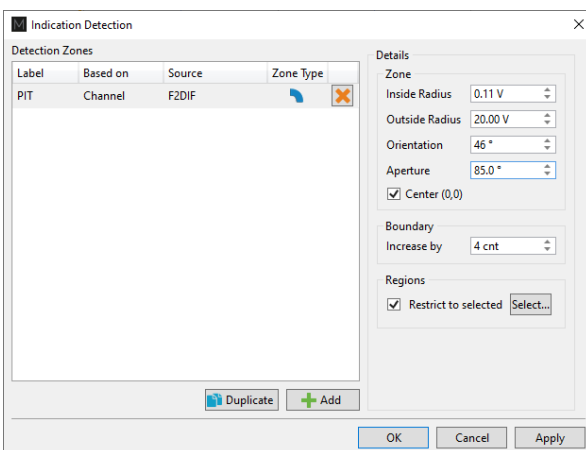 M Indication Detection
Detection Zones
Label Based on Source Zone Type
PIT Channel F2DIF
Duplicate Add
Details
Zone
Inside Radius 0.11 V
Outside Radius 20.00 V
Orientation 46 °
Aperture 85.0 °
Center (0,0)
Boundary
Increase by 4 cnt
Regions
Restrict to selected Select...
OK Cancel Apply